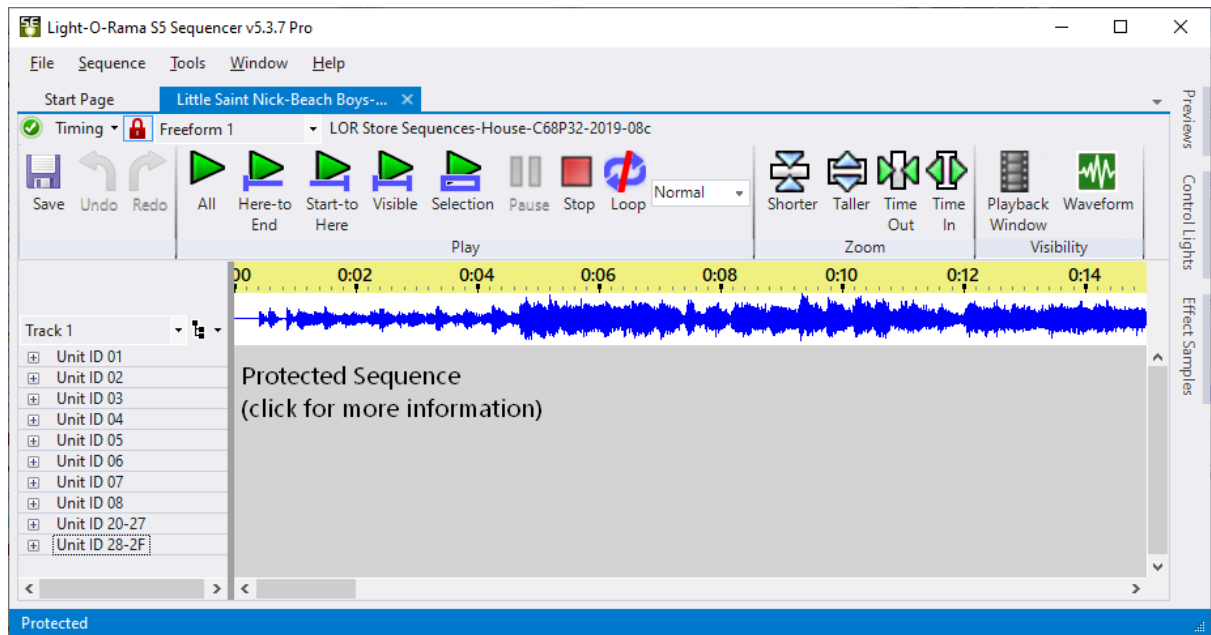 SE Light-O-Rama S5 Sequencer v5.3.7 Pro
File Sequence Tools Window Help
Start Page Little Saint Nick-Beach Boys-...
Timing Freeform 1 LOR Store Sequences-House-C68P32-2019-08c
Save Undo Redo All Here-to End Start-to Here Visible Selection Pause Stop Loop Normal Shorter Taller Time Out Time In Playback Window Waveform
Play Zoom Visibility
00 0:02 0:04 0:06 0:08 0:10 0:12 0:14
Track 1
Unit ID 01
Unit ID 02
Unit ID 03
Unit ID 04
Unit ID 05
Unit ID 06
Unit ID 07
Unit ID 08
Unit ID 20-27
Unit ID 28-2F
Protected Sequence
(click for more information)
Previews
Control Lights
Effect Samples
Protected